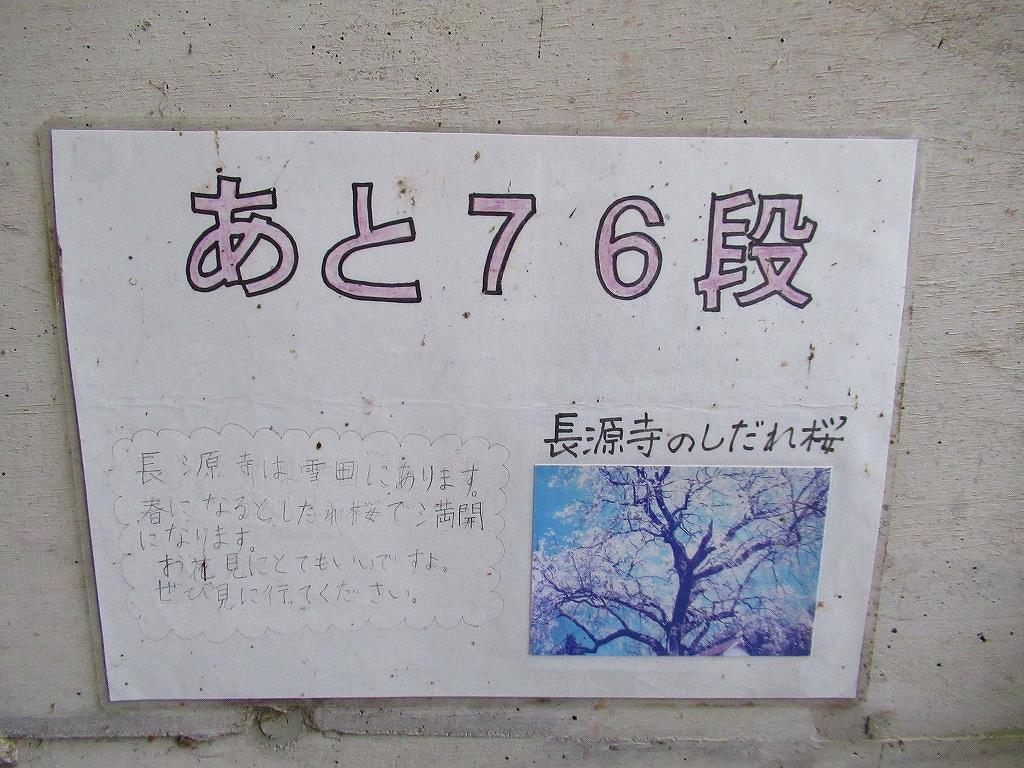 あと76段
長源寺のしだれ桜
長源寺は雪田にあります。
春になるとしだれ桜で満開
になります。
お花見にとてもいいですよ。
ぜひ見に行てください。